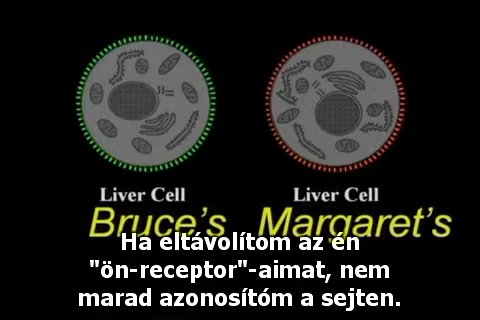 Liver Cell
Liver Cell
Bruce's
Margaret's
Ha eltávolítom az én
"ön-receptor"-aimat, nem
marad azonosítóm a sejten.